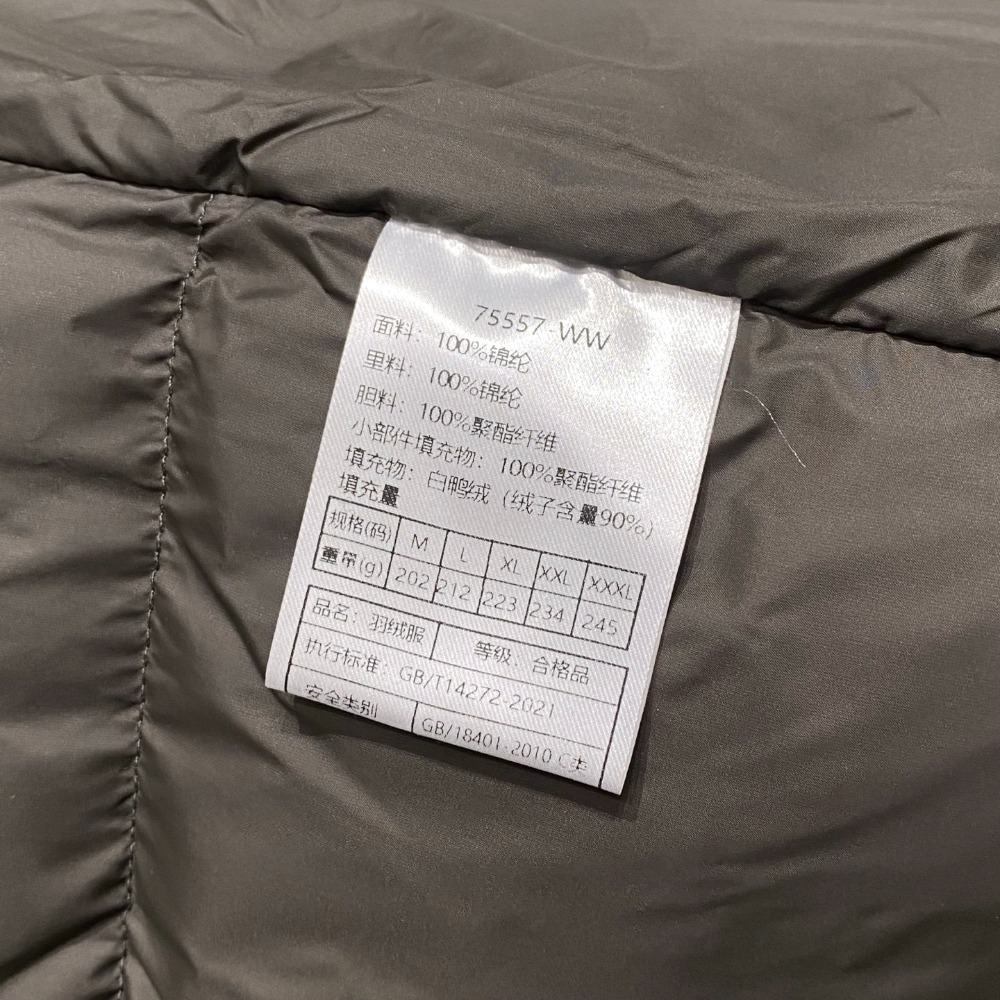 75557-WW
面料：100%锦纶
里料：100%锦纶
胆料：100%聚酯纤维
小部件填充物：100%聚酯纤维
填充物：白鸭绒（绒子含量90%）
填充量
规格(码) M L XL XXL XXXL
重量(g) 202 212 223 234 245
品名：羽绒服 等级：合格品
执行标准：GB/T14272-2021
安全类别 GB/18401-2010 C类